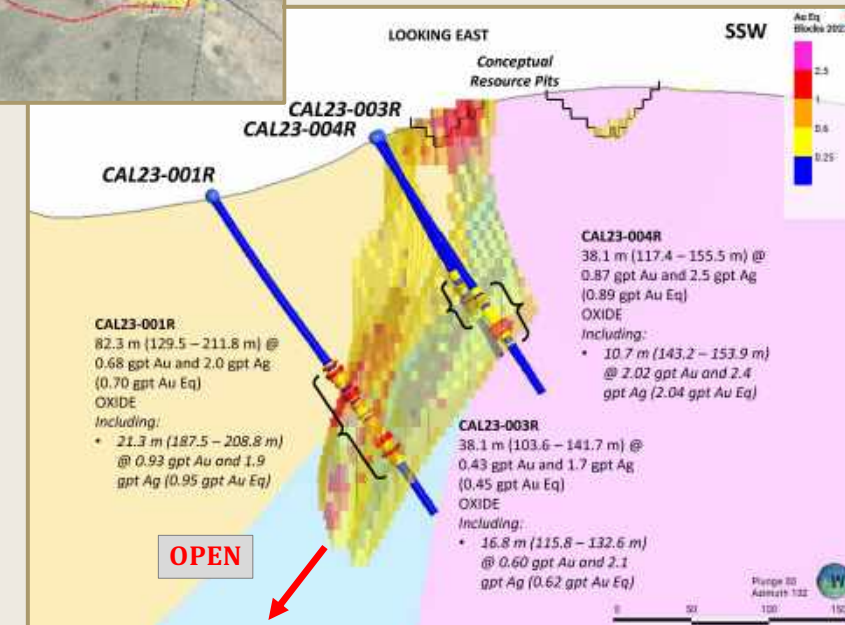 LOOKING EAST
SSW
Au Eq
Blocks 202
2.5
1
0.6
0.25
Conceptual
Resource Pits
CAL23-003R
CAL23-004R
CAL23-001R
CAL23-004R
38.1 m (117.4 – 155.5 m) @
0.87 gpt Au and 2.5 gpt Ag
(0.89 gpt Au Eq)
OXIDE
Including:
• 10.7 m (143.2 – 153.9 m)
@ 2.02 gpt Au and 2.4
gpt Ag (2.04 gpt Au Eq)
CAL23-001R
82.3 m (129.5 – 211.8 m) @
0.68 gpt Au and 2.0 gpt Ag
(0.70 gpt Au Eq)
OXIDE
Including:
• 21.3 m (187.5 – 208.8 m)
@ 0.93 gpt Au and 1.9
gpt Ag (0.95 gpt Au Eq)
CAL23-003R
38.1 m (103.6 – 141.7 m) @
0.43 gpt Au and 1.7 gpt Ag
(0.45 gpt Au Eq)
OXIDE
Including:
• 16.8 m (115.8 – 132.6 m)
@ 0.60 gpt Au and 2.1
gpt Ag (0.62 gpt Au Eq)
OPEN
Plunge 00
Azimuth 132
W
0 50 100 150